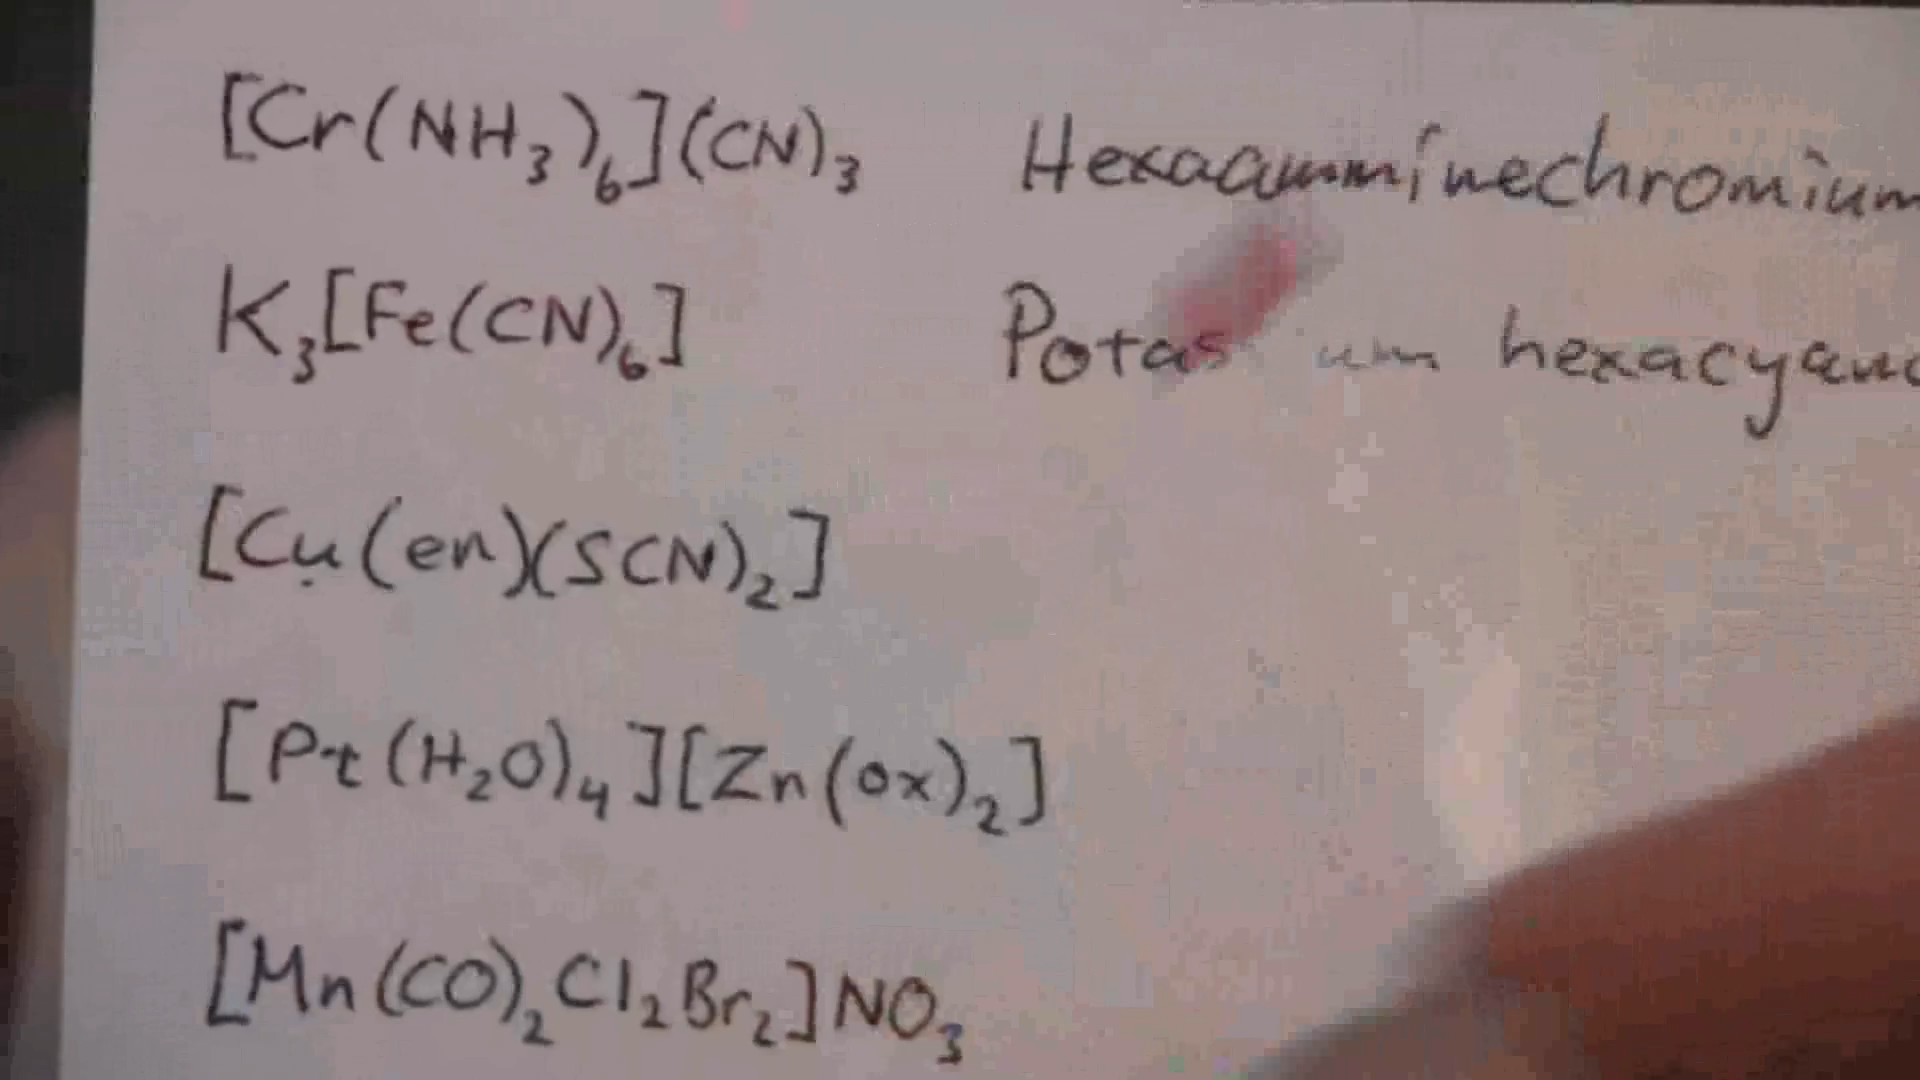 [Cr(NH₃)₆](CN)₃ Hexaamminechromium
K₃[Fe(CN)₆] Potas um hexacyano
[Cu(en)(SCN)₂]
[Pt(H₂O)₄][Zn(ox)₂]
[Mn(CO)₂Cl₂Br₂]NO₃